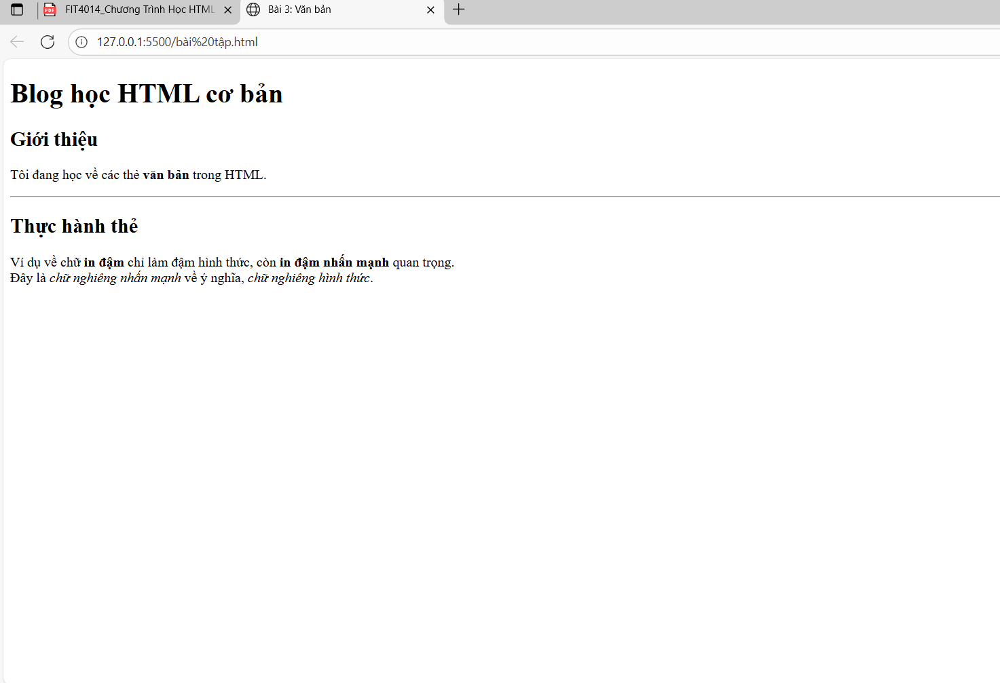 FIT4014_Chương Trình Học HTML
Bài 3: Văn bản
127.0.0.1:5500/bài%20tập.html
Blog học HTML cơ bản
Giới thiệu
Tôi đang học về các thẻ văn bản trong HTML.
Thực hành thẻ
Ví dụ về chữ in đậm chỉ làm đậm hình thức, còn in đậm nhấn mạnh quan trọng.
Đây là chữ nghiêng nhấn mạnh về ý nghĩa, chữ nghiêng hình thức.